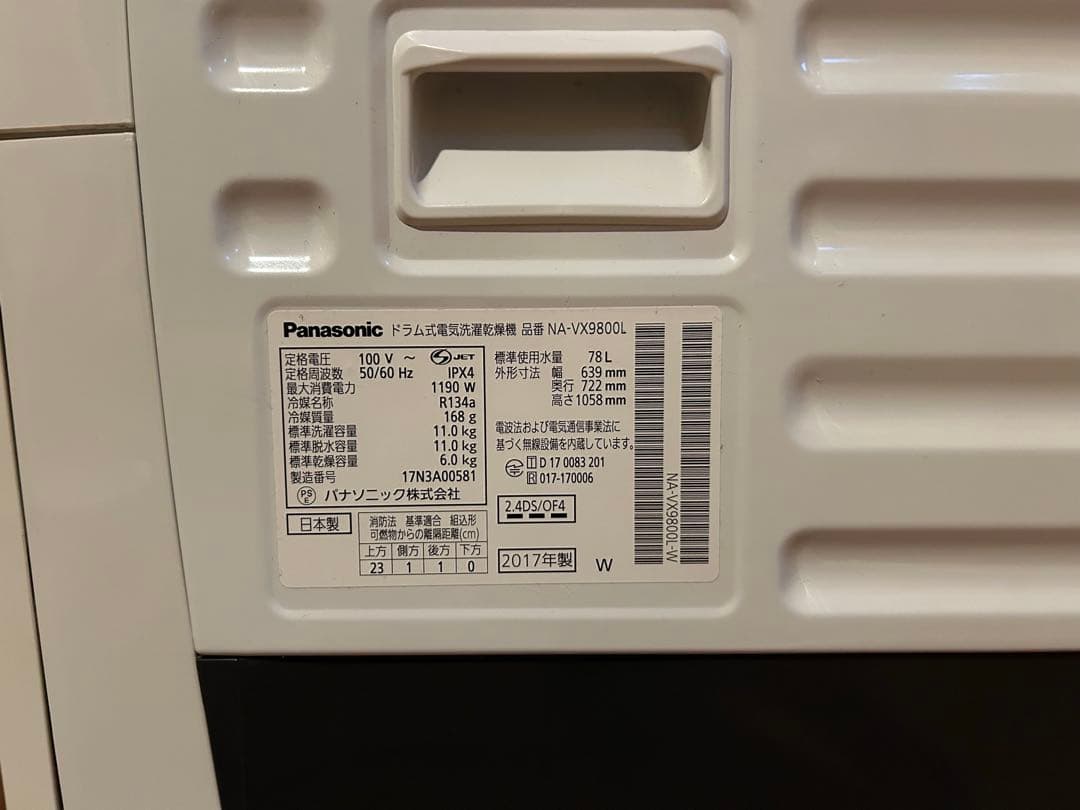 Panasonic ドラム式電気洗濯乾燥機 品番 NA-VX9800L
定格電圧 100 V ～ S JET
定格周波数 50/60 Hz IPX4
最大消費電力 1190 W
冷媒名称 R134a
冷媒質量 168 g
標準洗濯容量 11.0 kg
標準脱水容量 11.0 kg
標準乾燥容量 6.0 kg
製造番号 17N3A00581
PS E パナソニック株式会社
日本製
消防法 基準適合 組込形
可燃物からの離隔距離(cm)
上方 側方 後方 下方
23 1 1 0
標準使用水量 78 L
外形寸法 幅 639 mm
奥行 722 mm
高さ 1058 mm
電波法および電気通信事業法に
基づく無線設備を内蔵しています。
T D 17 0083 201
R 017-170006
2.4DS/OF4
2017年製 W
NA-VX9800L-W